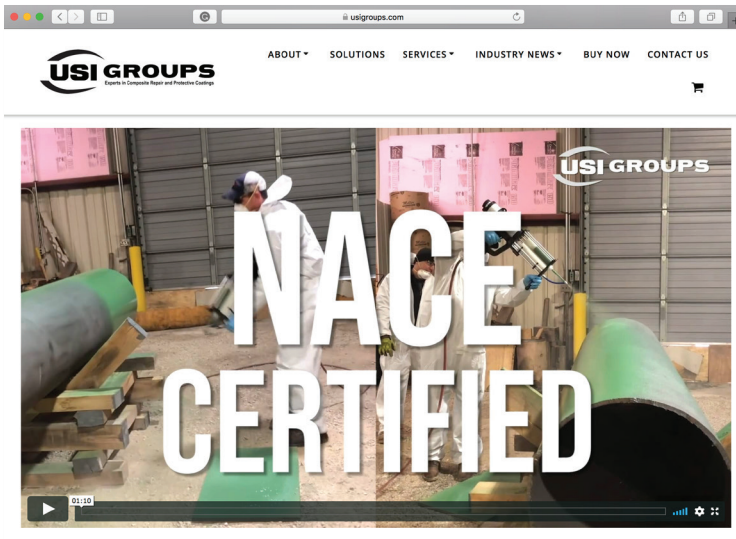 usigroups.com
ABOUT SOLUTIONS SERVICES INDUSTRY NEWS BUY NOW CONTACT US
USI GROUPS
Experts in Composite Repair and Protective Coatings
USI GROUPS
NACE
CERTIFIED
01:10